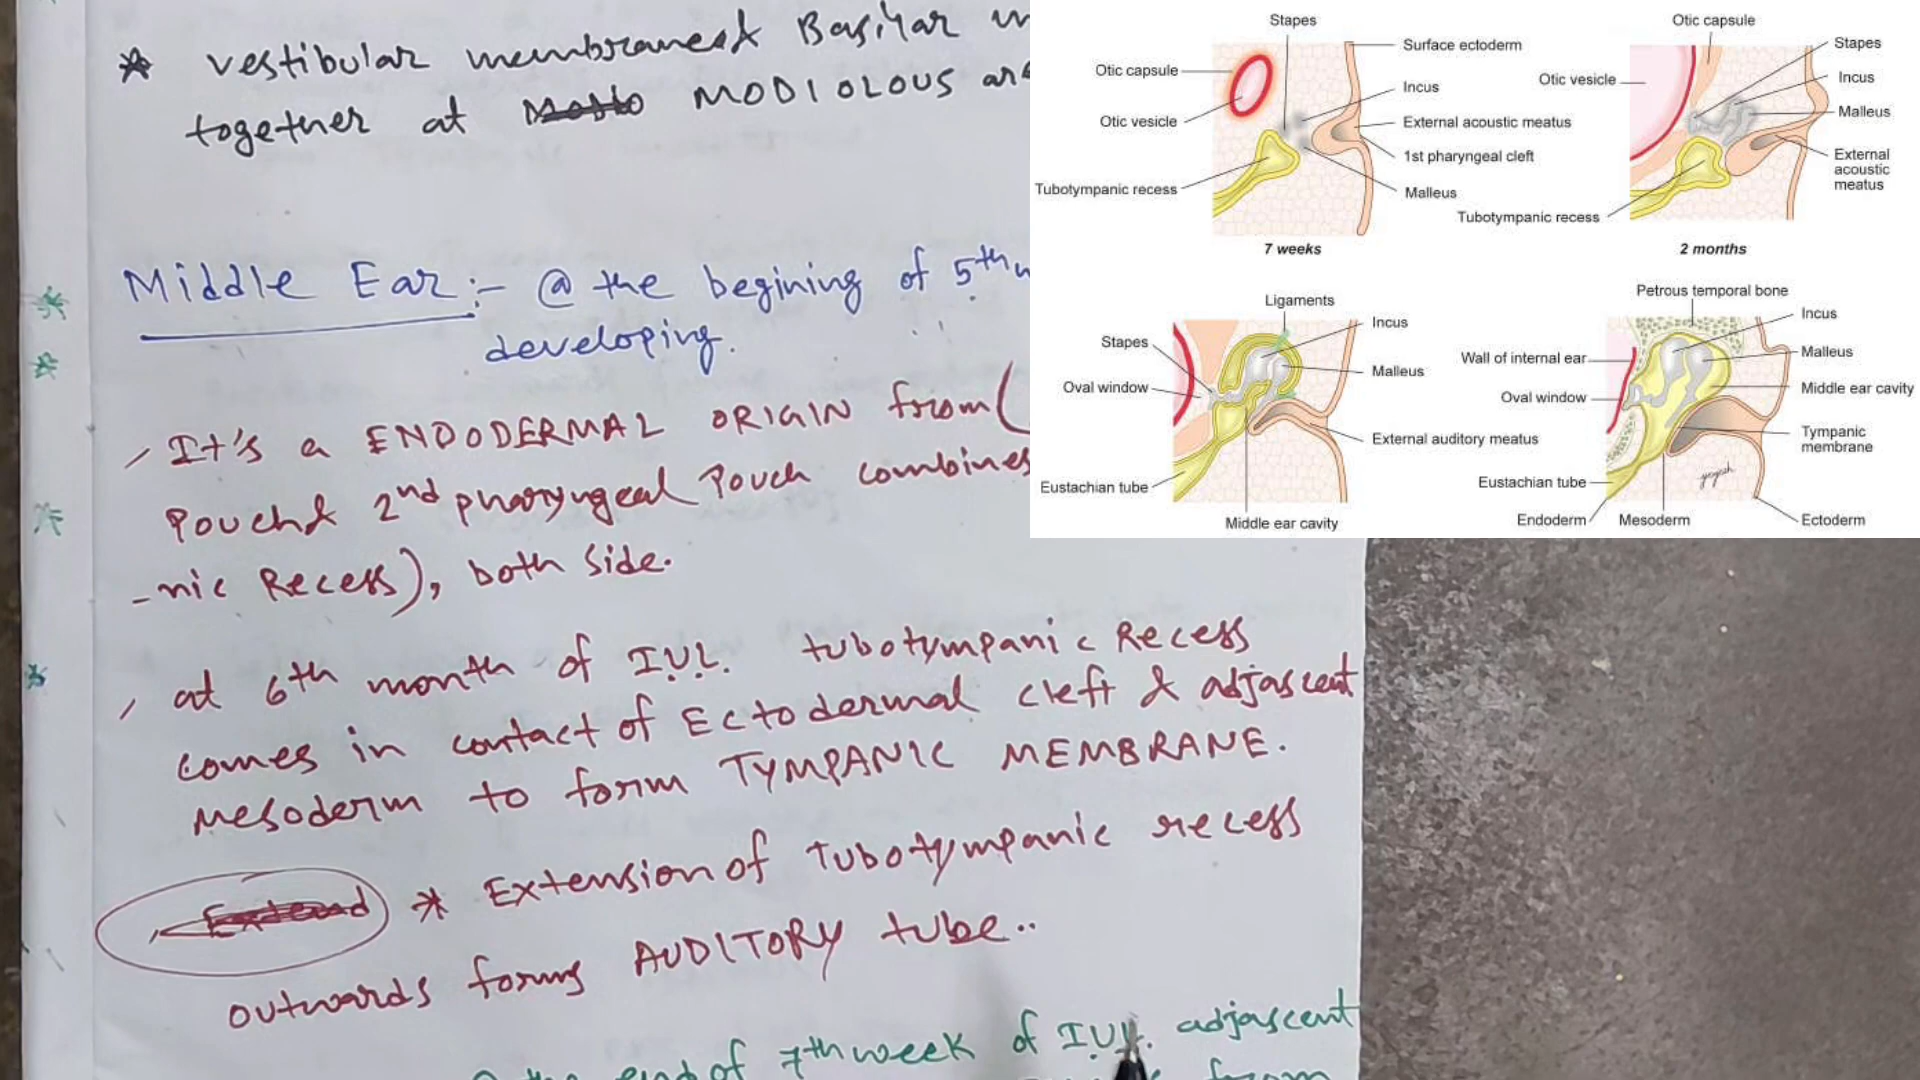 * vestibular membrane & Basilar
together at MODIOLOUS are
Middle Ear :- @ the begining of 5th
developing.
It's a ENDODERMAL ORIGIN from (
Pouch & 2nd pharyngeal Pouch combines
-nic Recess), both side.
at 6th month of I.U.L. tubotympanic Recess
comes in contact of Ectodermal cleft & adjascent
mesoderm to form TYMPANIC MEMBRANE.
* Extension of Tubotympanic recess
outwards forms AUDITORY tube..
end of 7th week of I.U.L. adjascent
from
Stapes
Surface ectoderm
Otic capsule
Incus
Otic vesicle
External acoustic meatus
1st pharyngeal cleft
Tubotympanic recess
Malleus
7 weeks
Otic capsule
Stapes
Otic vesicle
Incus
Malleus
External
acoustic
meatus
Tubotympanic recess
2 months
Ligaments
Incus
Stapes
Malleus
Oval window
External auditory meatus
Eustachian tube
Middle ear cavity
Petrous temporal bone
Incus
Wall of internal ear
Malleus
Middle ear cavity
Oval window
Tympanic
membrane
Eustachian tube
yogesh
Endoderm
Mesoderm
Ectoderm